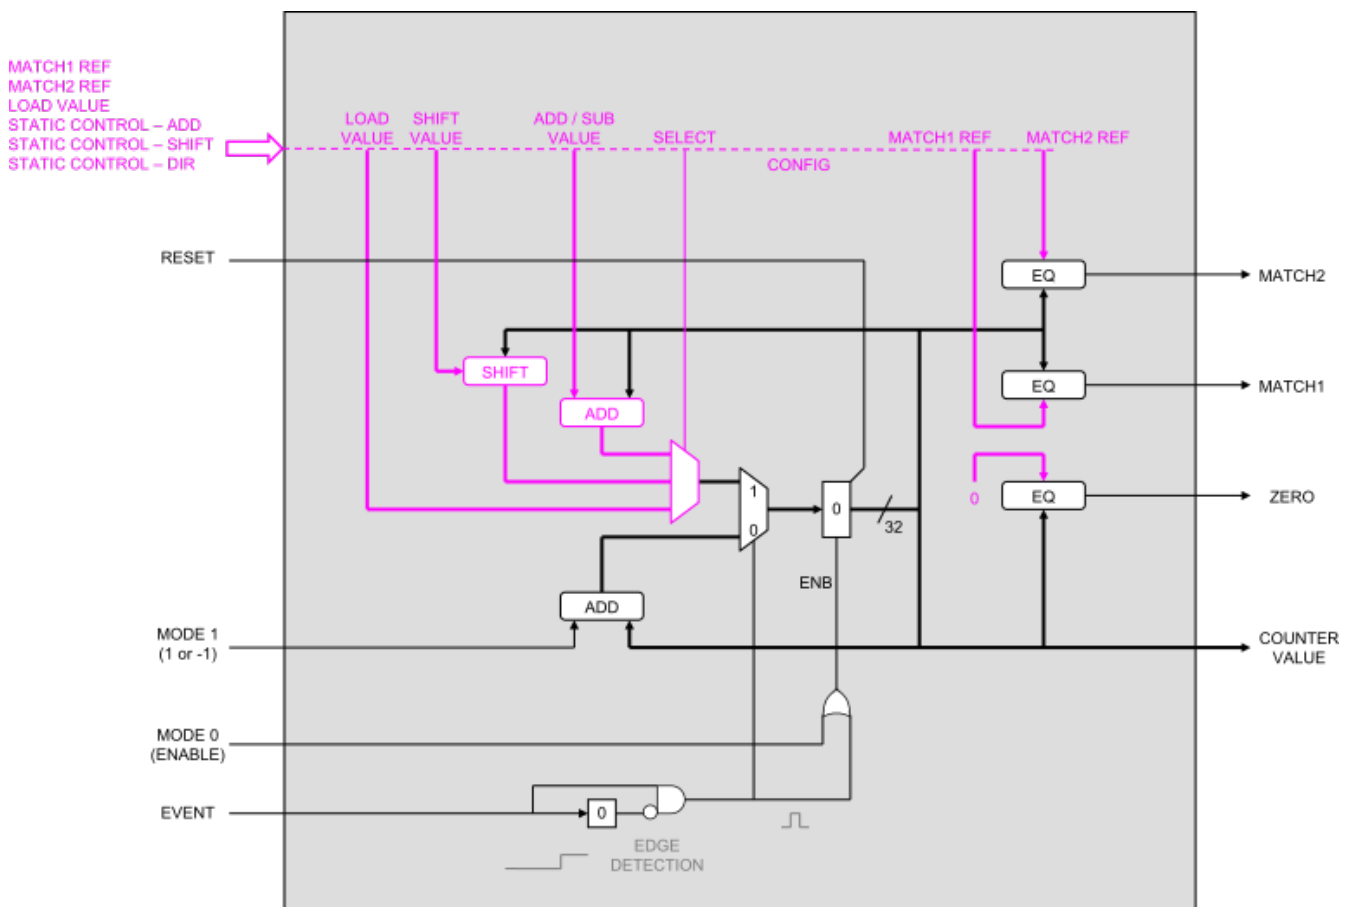 MATCH1 REF
MATCH2 REF
LOAD VALUE
STATIC CONTROL – ADD
STATIC CONTROL – SHIFT
STATIC CONTROL – DIR
LOAD
VALUE
SHIFT
VALUE
ADD / SUB
VALUE
SELECT
CONFIG
MATCH1 REF
MATCH2 REF
RESET
EQ
MATCH2
SHIFT
EQ
MATCH1
ADD
1
0
0
32
0
EQ
ZERO
ENB
ADD
MODE 1
(1 or -1)
COUNTER
VALUE
MODE 0
(ENABLE)
EVENT
0
EDGE
DETECTION